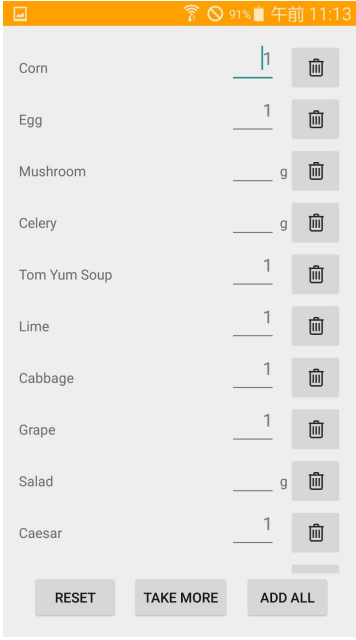 91% 午前 11:13
Corn 1
Egg 1
Mushroom g
Celery g
Tom Yum Soup 1
Lime 1
Cabbage 1
Grape 1
Salad g
Caesar 1
RESET TAKE MORE ADD ALL